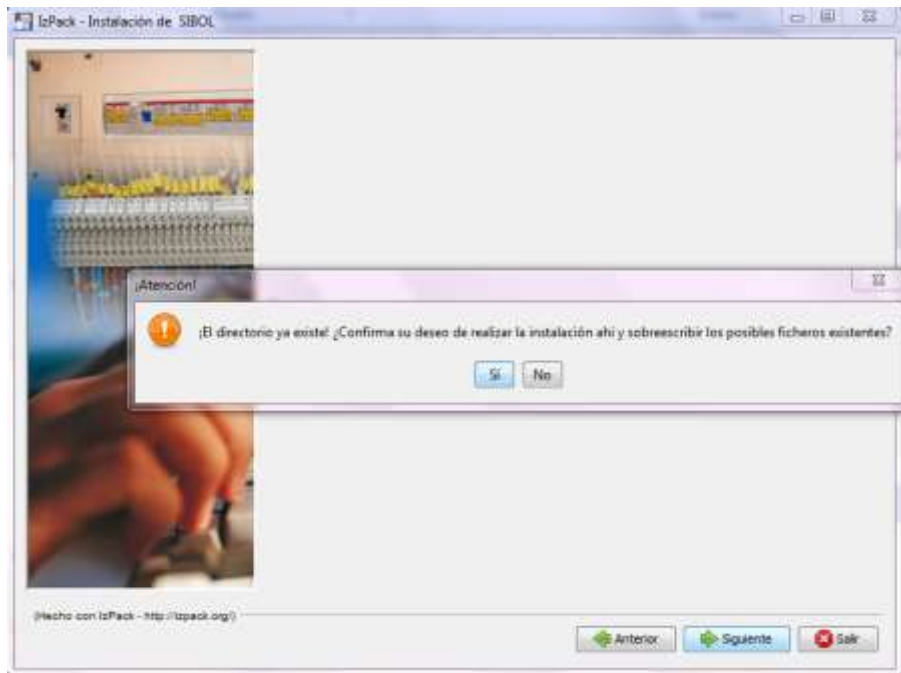 IzPack - Instalación de SIBOL
¡Atención!
¡El directorio ya existe! ¿Confirma su deseo de realizar la instalación ahí y sobreescribir los posibles ficheros existentes?
Sí No
(Hecho con IzPack - http://izpack.org/)
Anterior Siguiente Salir